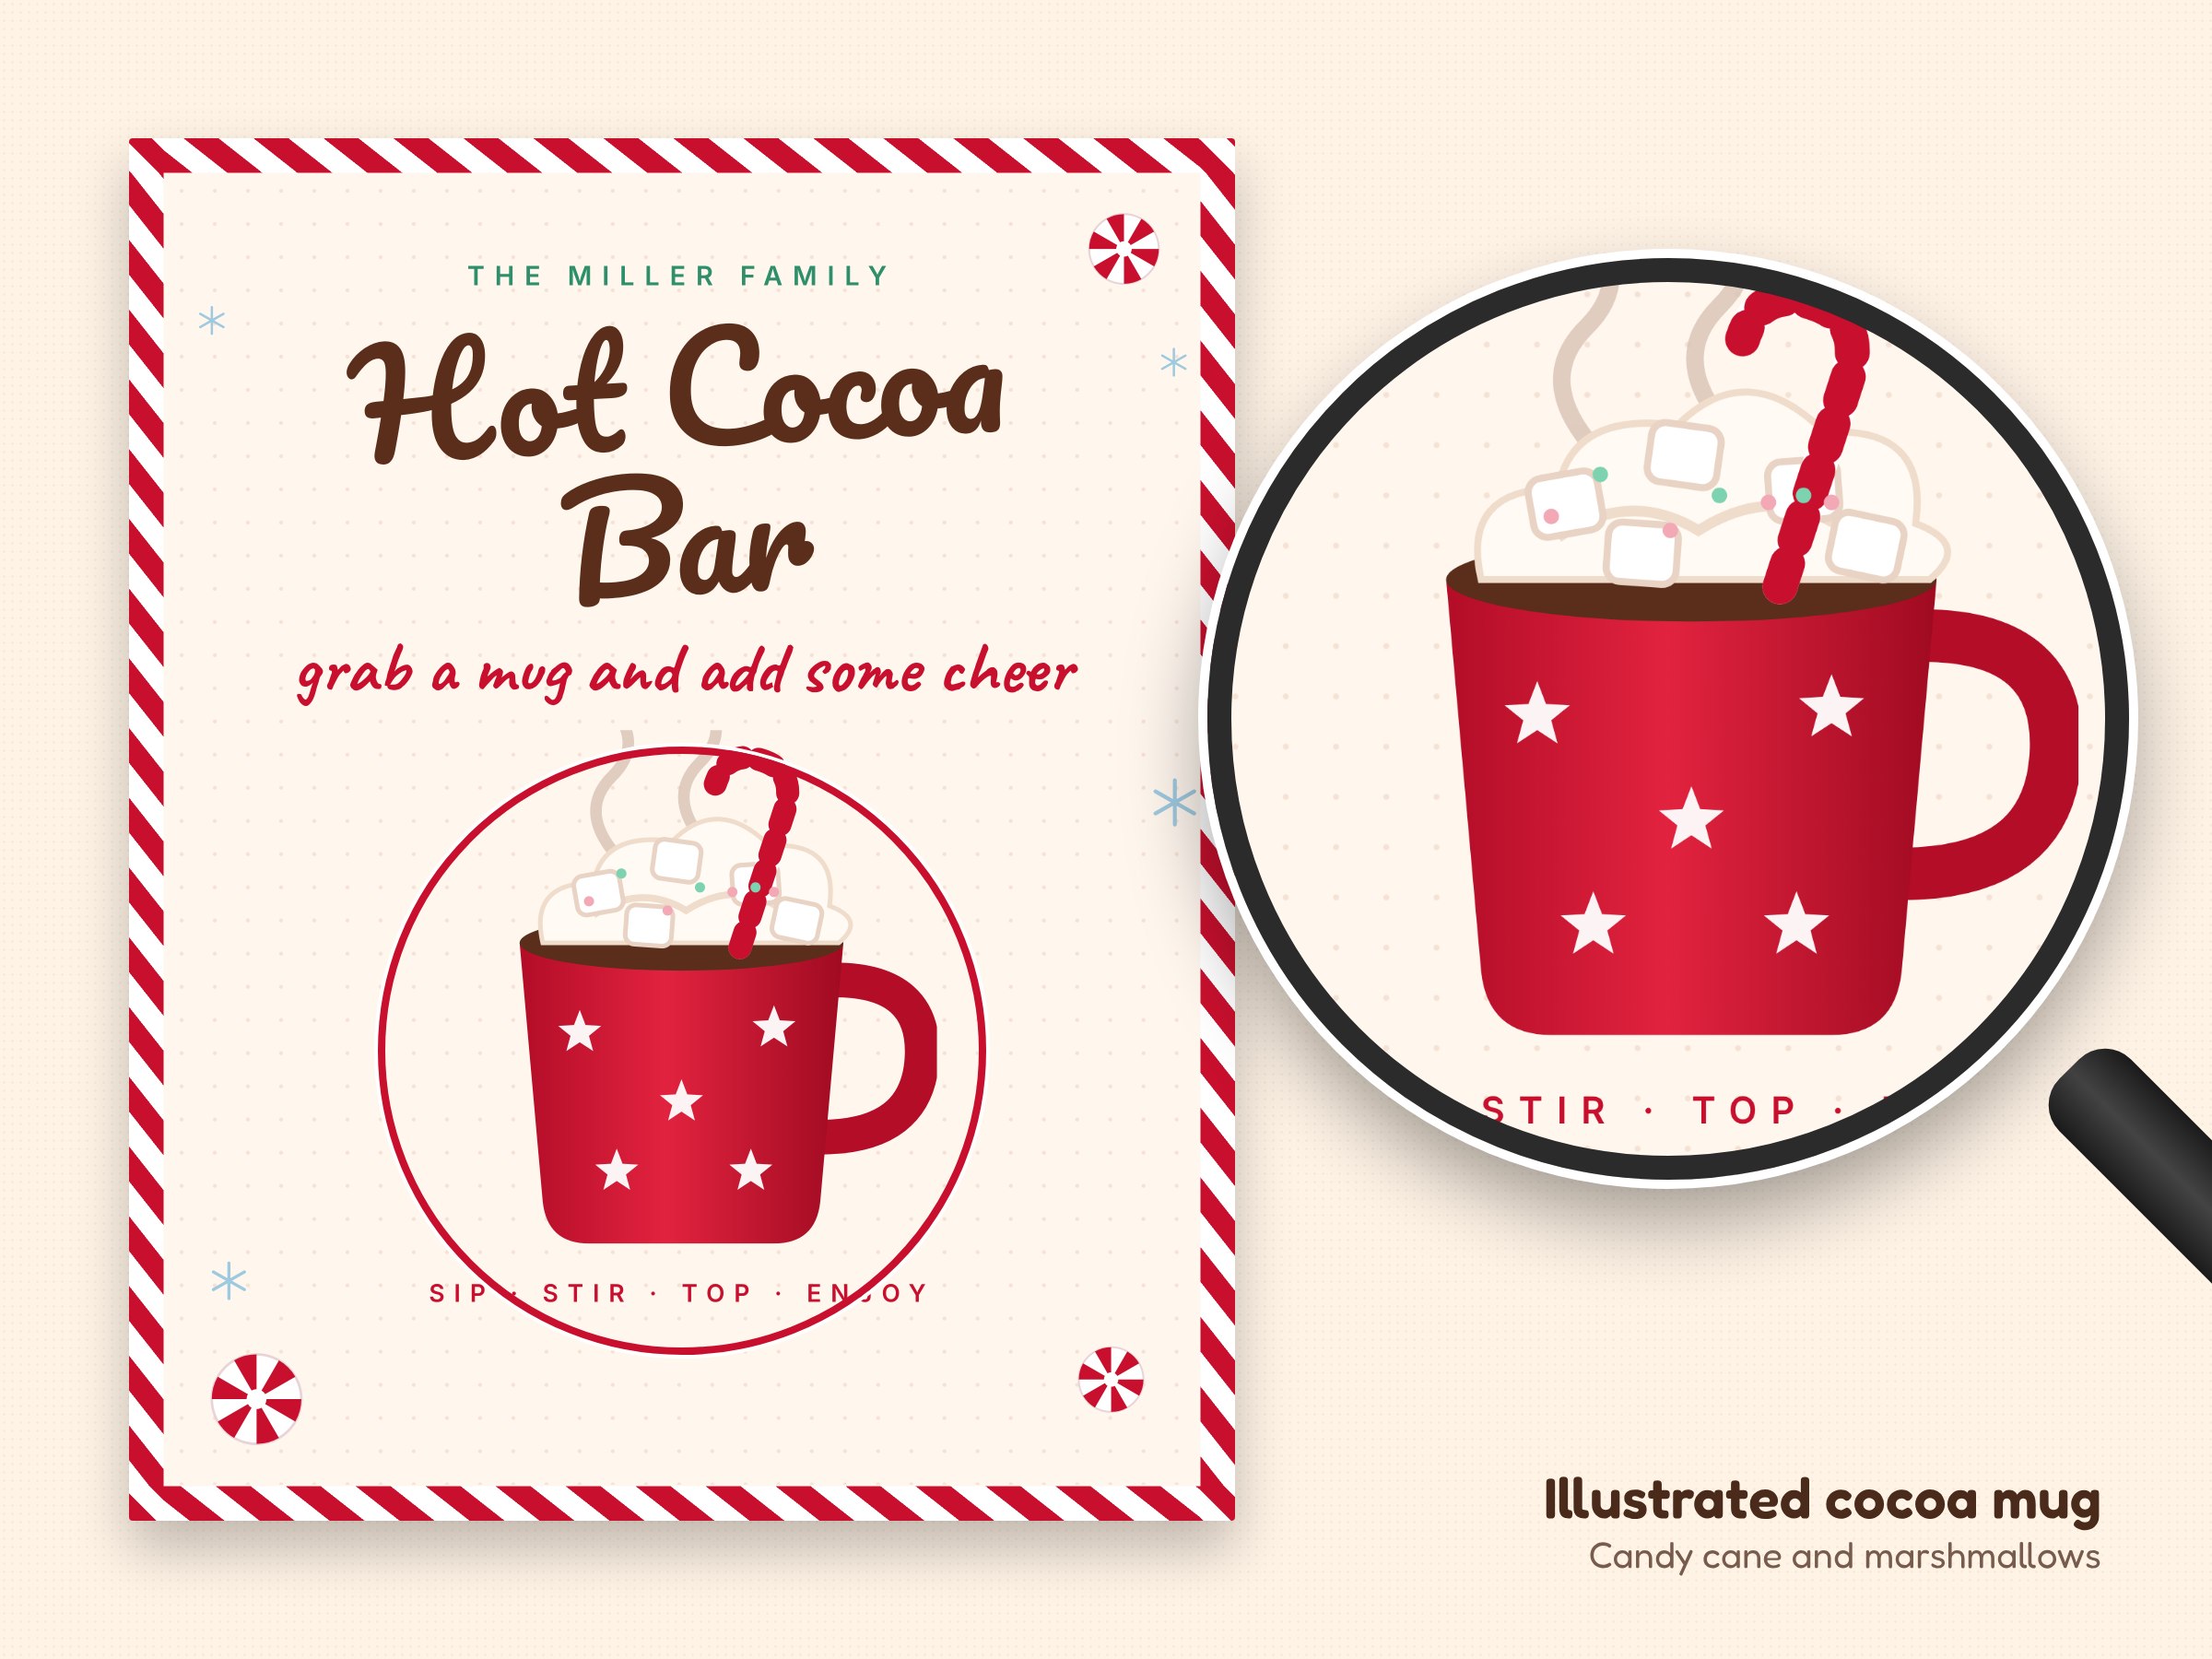 THE MILLER FAMILY
Hot Cocoa
Bar
grab a mug and add some cheer
SIP · STIR · TOP · ENJOY
STIR · TOP ·
Illustrated cocoa mug
Candy cane and marshmallows